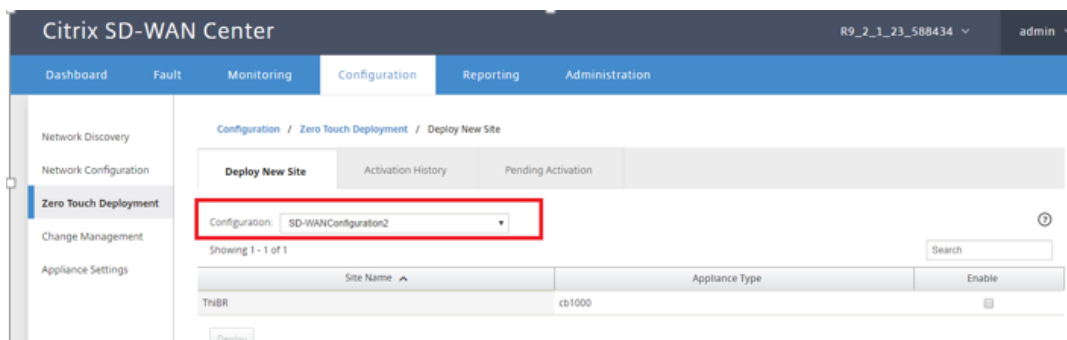 Citrix SD-WAN Center R9_2_1_23_588434 admin
Dashboard Fault Monitoring Configuration Reporting Administration
Network Discovery
Network Configuration
Zero Touch Deployment
Change Management
Appliance Settings
Configuration / Zero Touch Deployment / Deploy New Site
Deploy New Site Activation History Pending Activation
Configuration: SD-WANConfiguration2
?
Showing 1 - 1 of 1 Search
Site Name Appliance Type Enable
ThiBR cb1000
Deploy